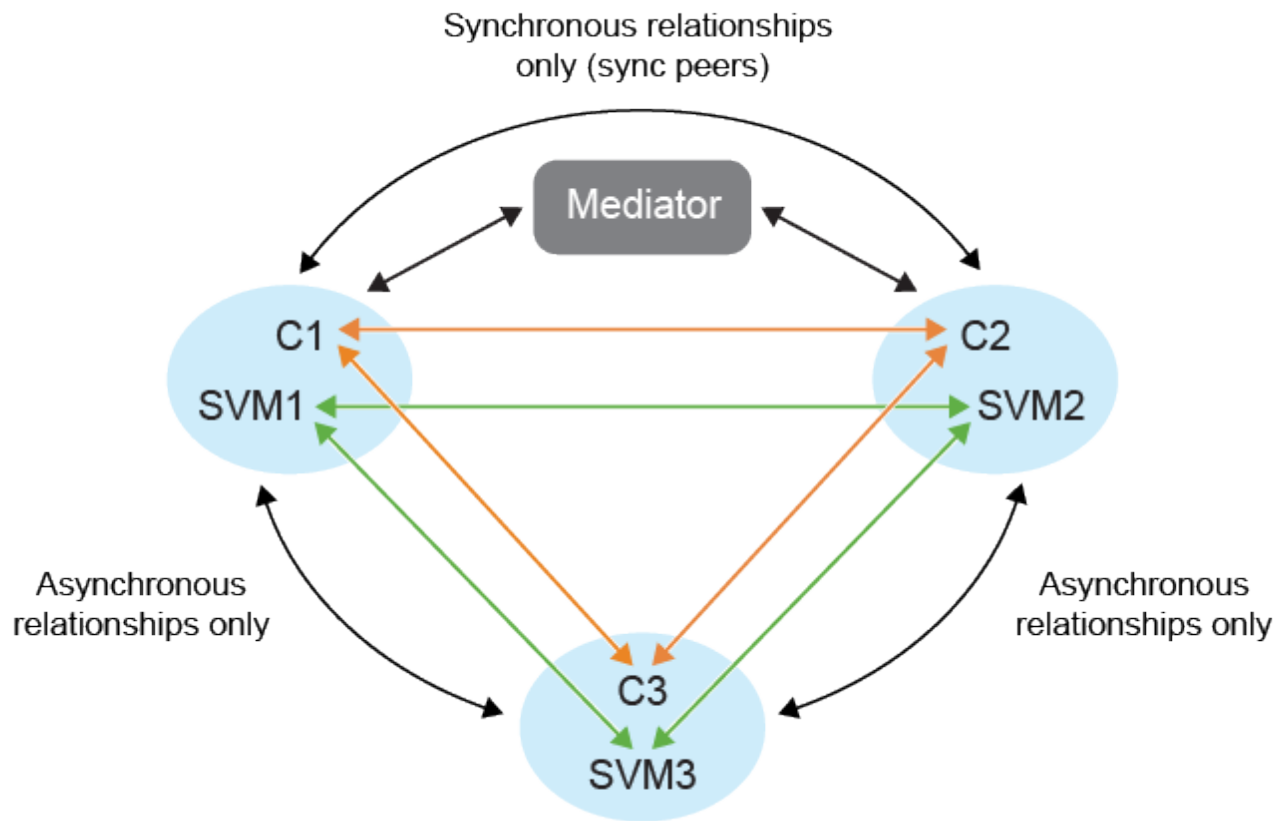 Synchronous relationships
only (sync peers)
Mediator
C1
C2
SVM1
SVM2
Asynchronous
relationships only
Asynchronous
relationships only
C3
SVM3